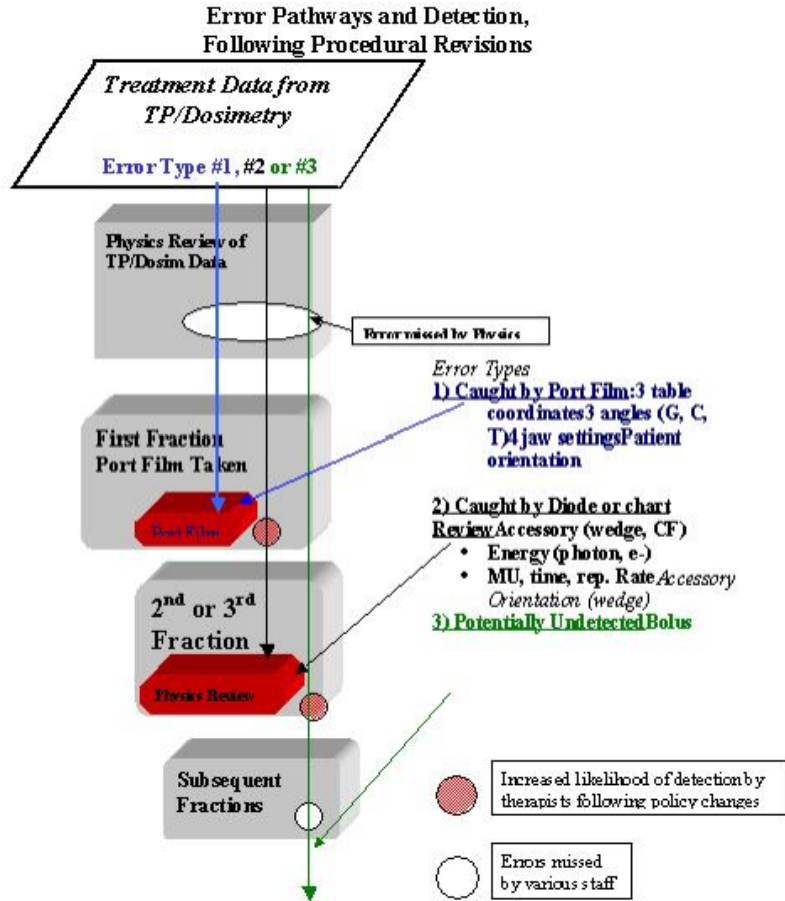 Error Pathways and Detection,
Following Procedural Revisions
Treatment Data from
TP/Dosimetry
Error Type #1, #2 or #3
Physics Review of
TP/Dosim Data
Error missed by Physics
First Fraction
Port Film Taken
Port Film
2nd or 3rd
Fraction
Physics Review
Subsequent
Fractions
Error Types
1) Caught by Port Film:3 table
coordinates3 angles (G, C,
T)4 jaw settingsPatient
orientation
2) Caught by Diode or chart
ReviewAccessory (wedge, CF)
• Energy (photon, e-)
• MU, time, rep. Rate Accessory
Orientation (wedge)
3) Potentially UndetectedBolus
Increased likelihood of detection by
therapists following policy changes
Errors missed
by various staff